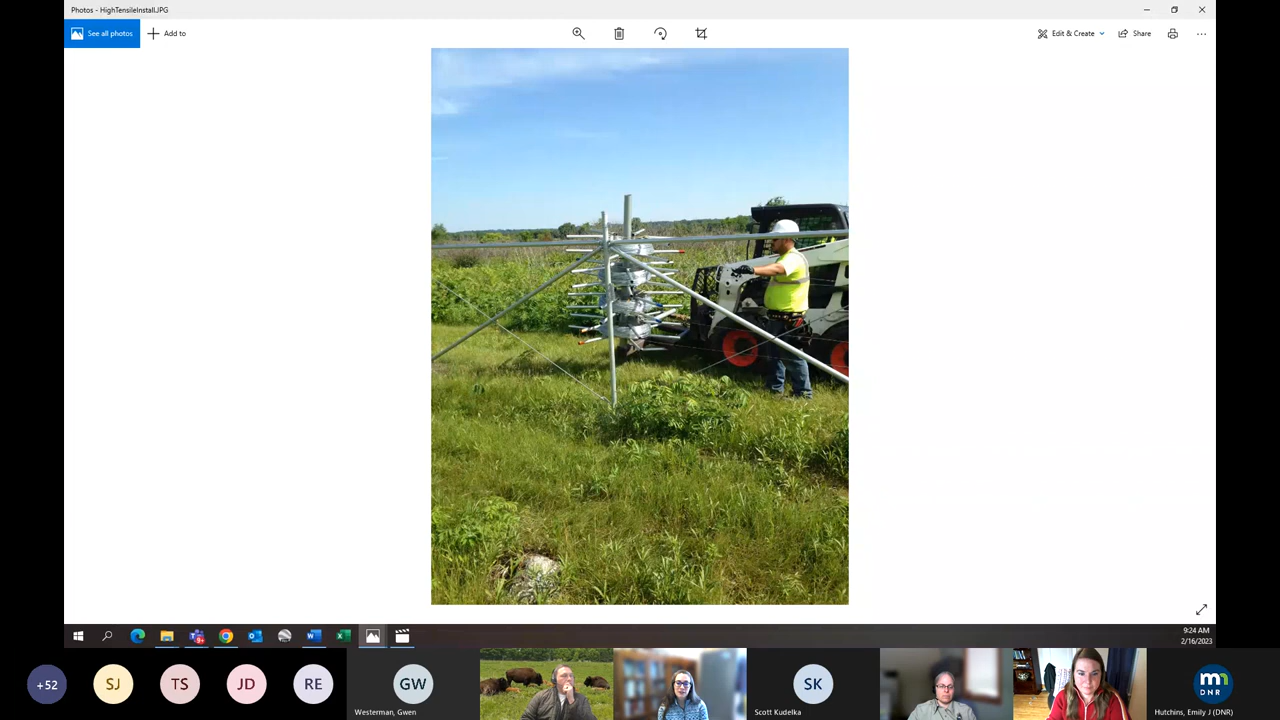 Photos - HighTensileInstall.JPG
See all photos
Add to
Edit & Create
Share
9:24 AM
2/16/2023
+52
SJ
TS
JD
RE
GW
SK
DNR
Westerman, Gwen
Scott Kudelka
Hutchins, Emily J (DNR)